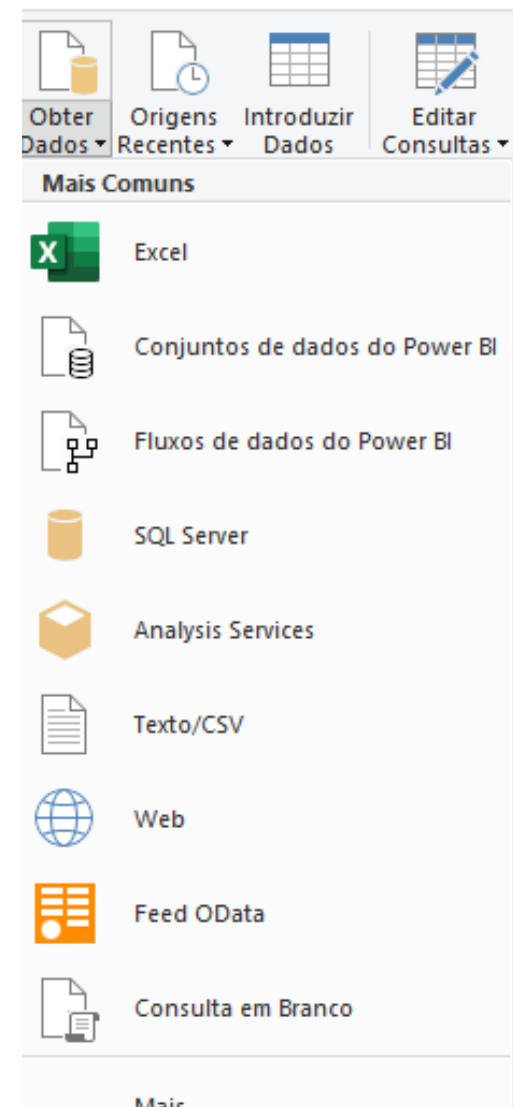 Obter Dados
Origens Recentes
Introduzir Dados
Editar Consultas
Mais Comuns
Excel
Conjuntos de dados do Power BI
Fluxos de dados do Power BI
SQL Server
Analysis Services
Texto/CSV
Web
Feed OData
Consulta em Branco
Mais